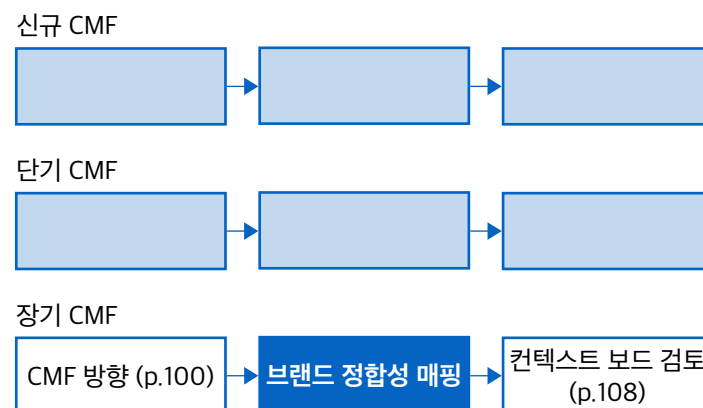 신규 CMF
단기 CMF
장기 CMF
CMF 방향 (p.100)
브랜드 정합성 매핑
컨텍스트 보드 검토
(p.108)